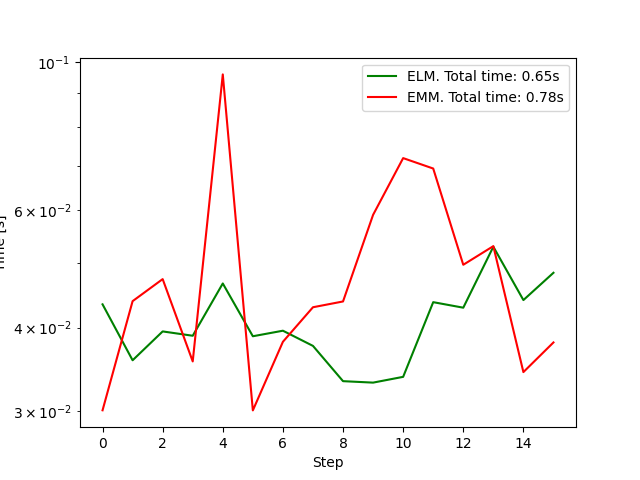 ELM. Total time: 0.65s
EMM. Total time: 0.78s
10⁻¹
6 × 10⁻²
4 × 10⁻²
3 × 10⁻²
Time [s]
0 2 4 6 8 10 12 14
Step